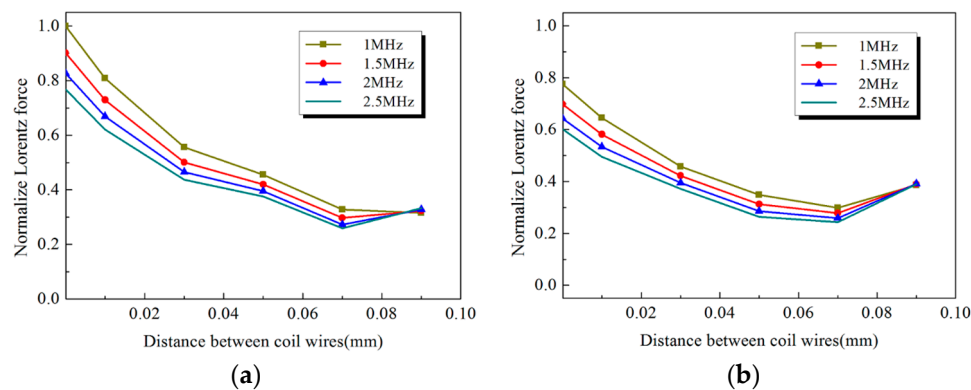 1MHz
1.5MHz
2MHz
2.5MHz
1.0
0.8
0.6
0.4
0.2
0.0
Normalize Lorentz force
0.02
0.04
0.06
0.08
0.10
Distance between coil wires(mm)
(a)
1MHz
1.5MHz
2MHz
2.5MHz
1.0
0.8
0.6
0.4
0.2
0.0
Normalize Lorentz force
0.02
0.04
0.06
0.08
0.10
Distance between coil wires(mm)
(b)